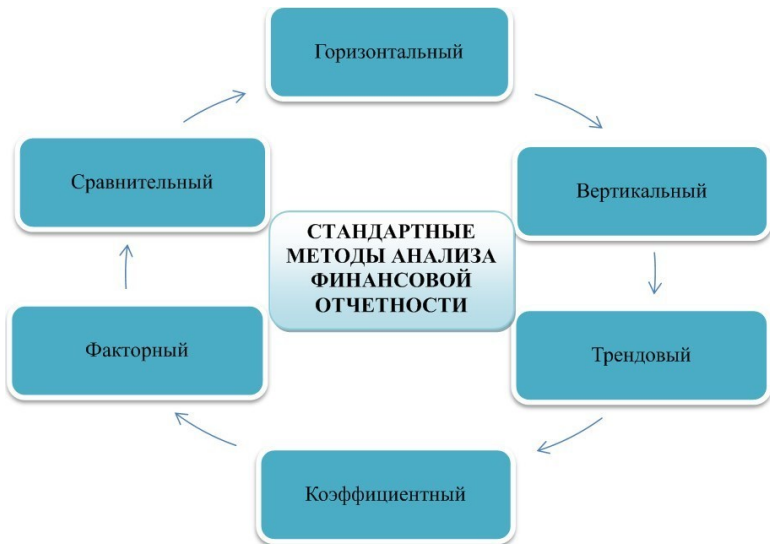 Горизонтальный
Вертикальный
Трендовый
Коэффициентный
Факторный
Сравнительный
СТАНДАРТНЫЕ
МЕТОДЫ АНАЛИЗА
ФИНАНСОВОЙ
ОТЧЕТНОСТИ